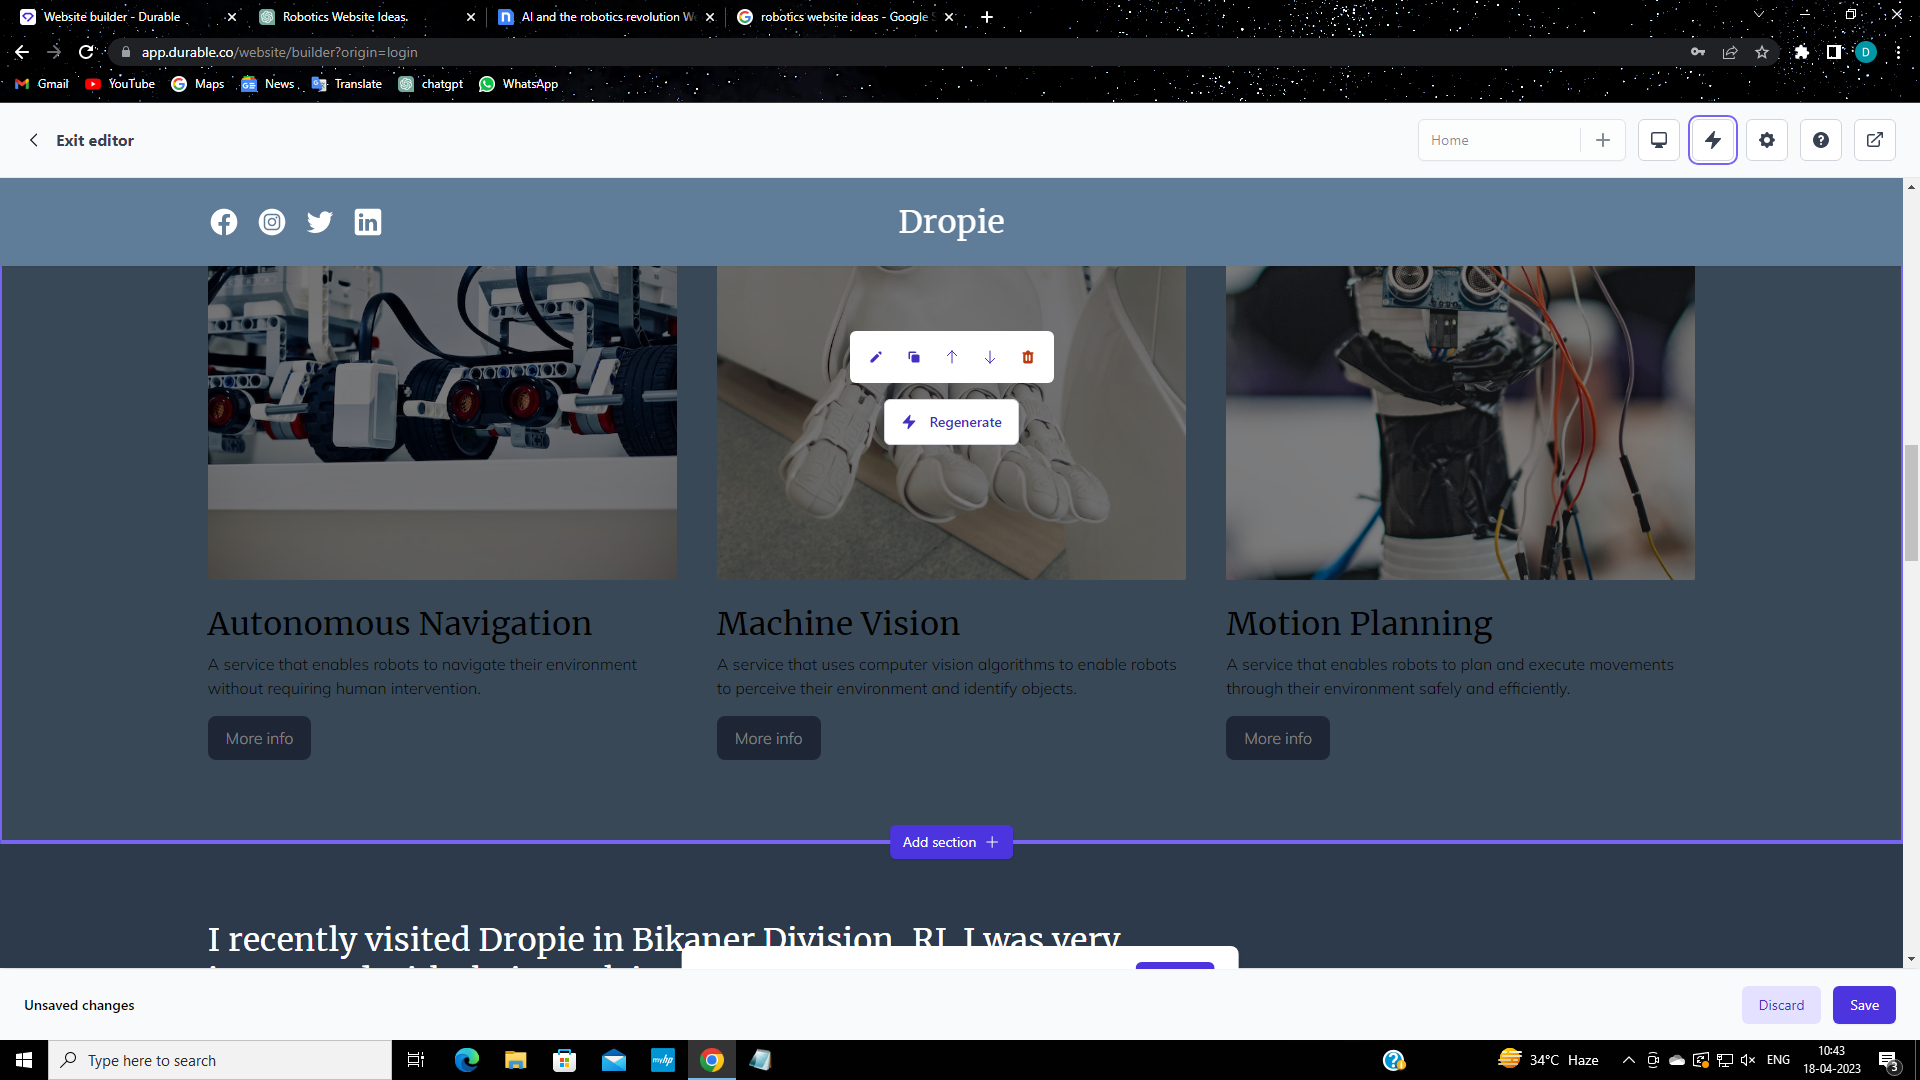 Website builder - Durable
Robotics Website Ideas.
AI and the robotics revolution W
robotics website ideas - Google S
app.durable.co/website/builder?origin=login
D
Gmail
YouTube
Maps
News
Translate
chatgpt
WhatsApp
Exit editor
Home
Dropie
Regenerate
Autonomous Navigation
A service that enables robots to navigate their environment
without requiring human intervention.
More info
Machine Vision
A service that uses computer vision algorithms to enable robots
to perceive their environment and identify objects.
More info
Motion Planning
A service that enables robots to plan and execute movements
through their environment safely and efficiently.
More info
Add section
I recently visited Dropie in Bikaner Division, RJ. I was very
Unsaved changes
Discard
Save
Type here to search
34°C Haze
ENG
10:43
18-04-2023
3